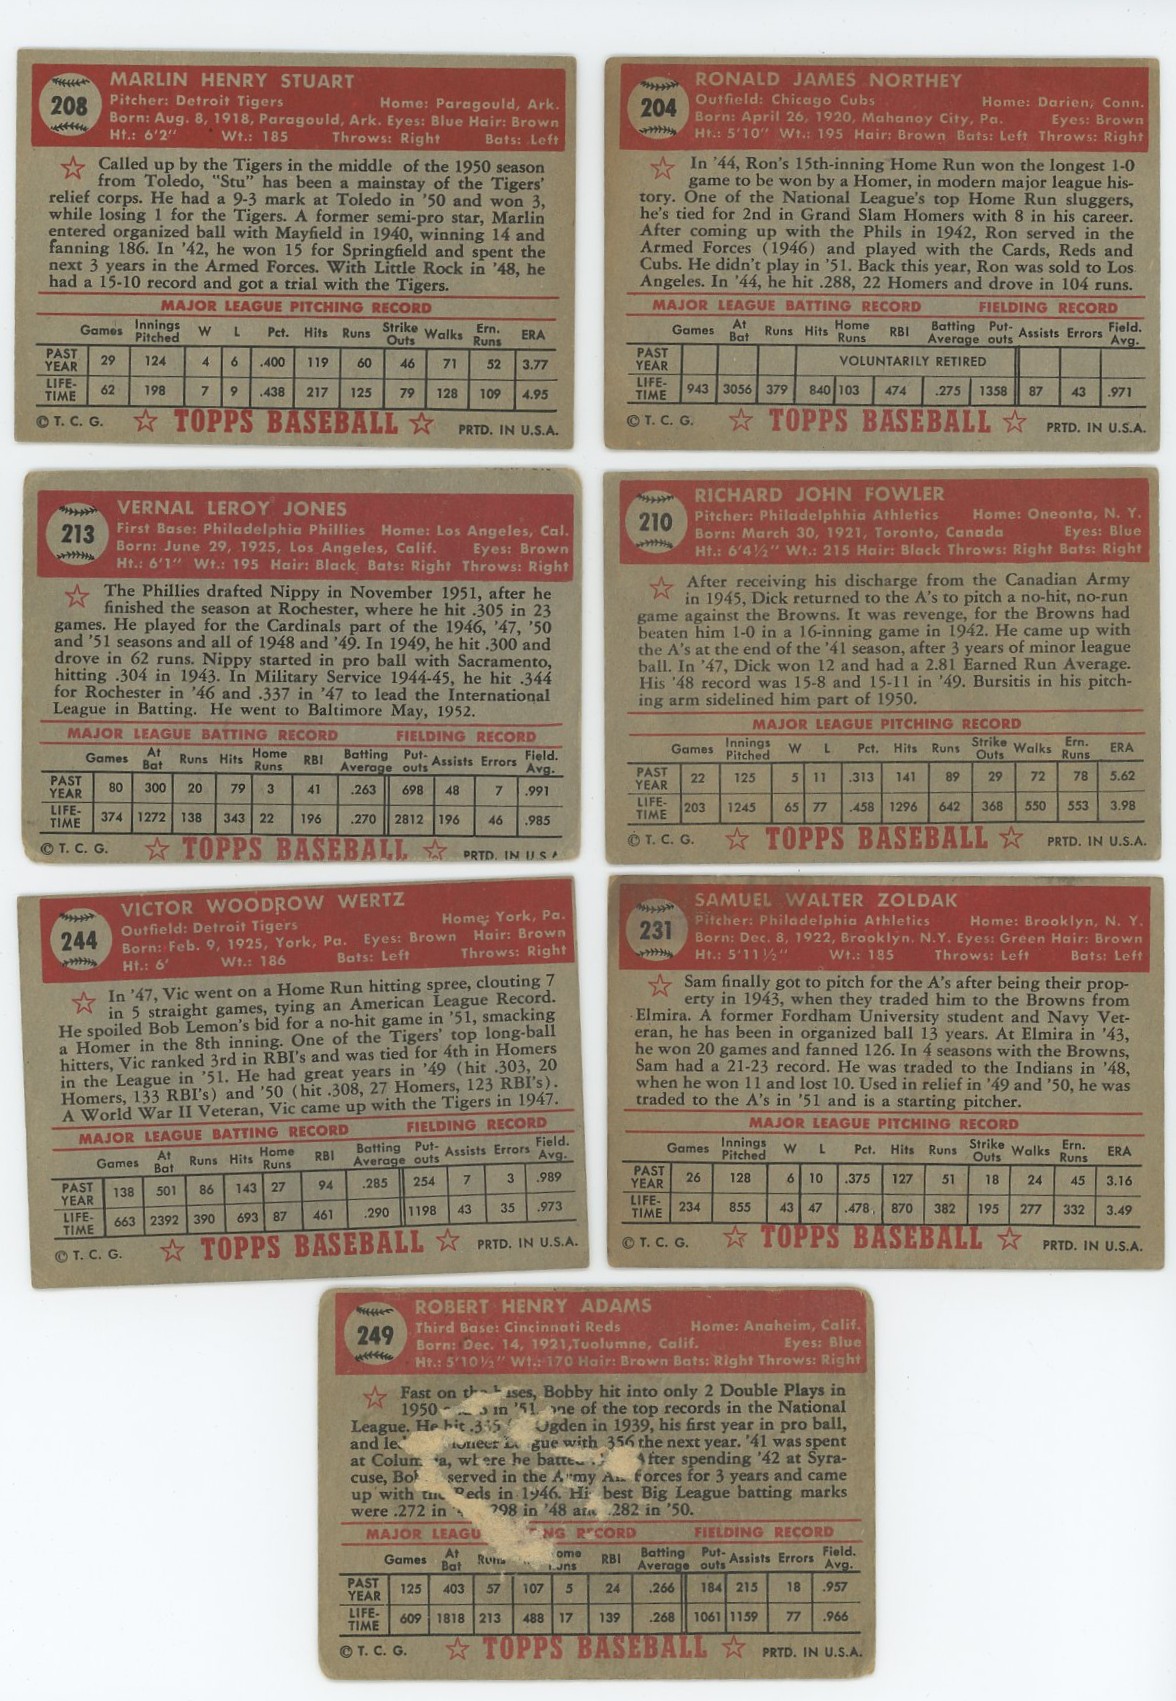 208
MARLIN HENRY STUART
Pitcher: Detroit Tigers Home: Paragould, Ark.
Born: Aug. 8, 1918, Paragould, Ark. Eyes: Blue Hair: Brown
Ht.: 6'2" Wt.: 185 Throws: Right Bats: Left
Called up by the Tigers in the middle of the 1950 season
from Toledo, "Stu" has been a mainstay of the Tigers'
relief corps. He had a 9-3 mark at Toledo in '50 and won 3,
while losing 1 for the Tigers. A former semi-pro star, Marlin
entered organized ball with Mayfield in 1940, winning 14 and
fanning 186. In '42, he won 15 for Springfield and spent the
next 3 years in the Armed Forces. With Little Rock in '48, he
had a 15-10 record and got a trial with the Tigers.
MAJOR LEAGUE PITCHING RECORD
Games Innings Pitched W L Pct. Hits Runs Strike Outs Walks Ern. Runs ERA
PAST YEAR 29 124 4 6 .400 119 60 46 71 52 3.77
LIFE-TIME 62 198 7 9 .438 217 125 79 128 109 4.95
© T. C. G. TOPPS BASEBALL PRTD. IN U.S.A.
204
RONALD JAMES NORTHEY
Outfield: Chicago Cubs Home: Darien, Conn.
Born: April 26, 1920, Mahanoy City, Pa. Eyes: Brown
Ht.: 5'10" Wt.: 195 Hair: Brown Bats: Left Throws: Right
In '44, Ron's 15th-inning Home Run won the longest 1-0
game to be won by a Homer, in modern major league his-
tory. One of the National League's top Home Run sluggers,
he's tied for 2nd in Grand Slam Homers with 8 in his career.
After coming up with the Phils in 1942, Ron served in the
Armed Forces (1946) and played with the Cards, Reds and
Cubs. He didn't play in '51. Back this year, Ron was sold to Los
Angeles. In '44, he hit .288, 22 Homers and drove in 104 runs.
MAJOR LEAGUE BATTING RECORD FIELDING RECORD
Games At Bat Runs Hits Home Runs RBI Batting Average Put-outs Assists Errors Field. Avg.
PAST YEAR VOLUNTARILY RETIRED
LIFE-TIME 943 3056 379 840 103 474 .275 1358 87 43 .971
© T. C. G. TOPPS BASEBALL PRTD. IN U.S.A.
213
VERNAL LEROY JONES
First Base: Philadelphia Phillies Home: Los Angeles, Cal.
Born: June 29, 1925, Los Angeles, Calif. Eyes: Brown
Ht.: 6'1" Wt.: 195 Hair: Black Bats: Right Throws: Right
The Phillies drafted Nippy in November 1951, after he
finished the season at Rochester, where he hit .305 in 23
games. He played for the Cardinals part of the 1946, '47, '50
and '51 seasons and all of 1948 and '49. In 1949, he hit .300 and
drove in 62 runs. Nippy started in pro ball with Sacramento,
hitting .304 in 1943. In Military Service 1944-45, he hit .344
for Rochester in '46 and .337 in '47 to lead the International
League in Batting. He went to Baltimore May, 1952.
MAJOR LEAGUE BATTING RECORD FIELDING RECORD
Games At Bat Runs Hits Home Runs RBI Batting Average Put-outs Assists Errors Field. Avg.
PAST YEAR 80 300 20 79 3 41 .263 698 48 7 .991
LIFE-TIME 374 1272 138 343 22 196 .270 2812 196 46 .985
© T. C. G. TOPPS BASEBALL PRTD. IN U.S.A
210
RICHARD JOHN FOWLER
Pitcher: Philadelphhia Athletics Home: Oneonta, N. Y.
Born: March 30, 1921, Toronto, Canada Eyes: Blue
Ht.: 6'4½" Wt.: 215 Hair: Black Throws: Right Bats: Right
After receiving his discharge from the Canadian Army
in 1945, Dick returned to the A's to pitch a no-hit, no-run
game against the Browns. It was revenge, for the Browns had
beaten him 1-0 in a 16-inning game in 1942. He came up with
the A's at the end of the '41 season, after 3 years of minor league
ball. In '47, Dick won 12 and had a 2.81 Earned Run Average.
His '48 record was 15-8 and 15-11 in '49. Bursitis in his pitch-
ing arm sidelined him part of 1950.
MAJOR LEAGUE PITCHING RECORD
Games Innings Pitched W L Pct. Hits Runs Strike Outs Walks Ern. Runs ERA
PAST YEAR 22 125 5 11 .313 141 89 29 72 78 5.62
LIFE-TIME 203 1245 65 77 .458 1296 642 368 550 553 3.98
© T. C. G. TOPPS BASEBALL PRTD. IN U.S.A.
244
VICTOR WOODROW WERTZ
Outfield: Detroit Tigers Home: York, Pa.
Born: Feb. 9, 1925, York, Pa. Eyes: Brown Hair: Brown
Ht.: 6' Wt.: 186 Bats: Left Throws: Right
In '47, Vic went on a Home Run hitting spree, clouting 7
in 5 straight games, tying an American League Record.
He spoiled Bob Lemon's bid for a no-hit game in '51, smacking
a Homer in the 8th inning. One of the Tigers' top long-ball
hitters, Vic ranked 3rd in RBI's and was tied for 4th in Homers
in the League in '51. He had great years in '49 (hit .303, 20
Homers, 133 RBI's) and '50 (hit .308, 27 Homers, 123 RBI's).
A World War II Veteran, Vic came up with the Tigers in 1947.
MAJOR LEAGUE BATTING RECORD FIELDING RECORD
Games At Bat Runs Hits Home Runs RBI Batting Average Put-outs Assists Errors Field. Avg.
PAST YEAR 138 501 86 143 27 94 .285 254 7 3 .989
LIFE-TIME 663 2392 390 693 87 461 .290 1198 43 35 .973
© T. C. G. TOPPS BASEBALL PRTD. IN U.S.A.
231
SAMUEL WALTER ZOLDAK
Pitcher: Philadelphia Athletics Home: Brooklyn, N. Y.
Born: Dec. 8, 1922, Brooklyn, N.Y. Eyes: Green Hair: Brown
Ht.: 5'11½" Wt.: 185 Throws: Left Bats: Left
Sam finally got to pitch for the A's after being their prop-
erty in 1943, when they traded him to the Browns from
Elmira. A former Fordham University student and Navy Vet-
eran, he has been in organized ball 13 years. At Elmira in '43,
he won 20 games and fanned 126. In 4 seasons with the Browns,
Sam had a 21-23 record. He was traded to the Indians in '48,
when he won 11 and lost 10. Used in relief in '49 and '50, he was
traded to the A's in '51 and is a starting pitcher.
MAJOR LEAGUE PITCHING RECORD
Games Innings Pitched W L Pct. Hits Runs Strike Outs Walks Ern. Runs ERA
PAST YEAR 26 128 6 10 .375 127 51 18 24 45 3.16
LIFE-TIME 234 855 43 47 .478 870 382 195 277 332 3.49
© T. C. G. TOPPS BASEBALL PRTD. IN U.S.A.
249
ROBERT HENRY ADAMS
Third Base: Cincinnati Reds Home: Anaheim, Calif.
Born: Dec. 14, 1921, Tuolumne, Calif. Eyes: Blue
Ht.: 5'10½" Wt.: 170 Hair: Brown Bats: Right Throws: Right
Fast on the bases, Bobby hit into only 2 Double Plays in
1950 in '51, one of the top records in the National
League. He hit Ogden in 1939, his first year in pro ball,
and League with .356 the next year. '41 was spent
at where he After spending '42 at Syra-
cuse, served in the Army Air Forces for 3 years and came
up with the Reds in 1946. His best Big League batting marks
were .272 in .298 in '48 and .282 in '50.
MAJOR LEAGUE RECORD FIELDING RECORD
Games At Bat Runs Home Runs RBI Batting Average Put-outs Assists Errors Field. Avg.
PAST YEAR 125 403 57 107 5 24 .266 184 215 18 .957
LIFE-TIME 609 1818 213 488 17 139 .268 1061 1159 77 .966
© T. C. G. TOPPS BASEBALL PRTD. IN U.S.A.